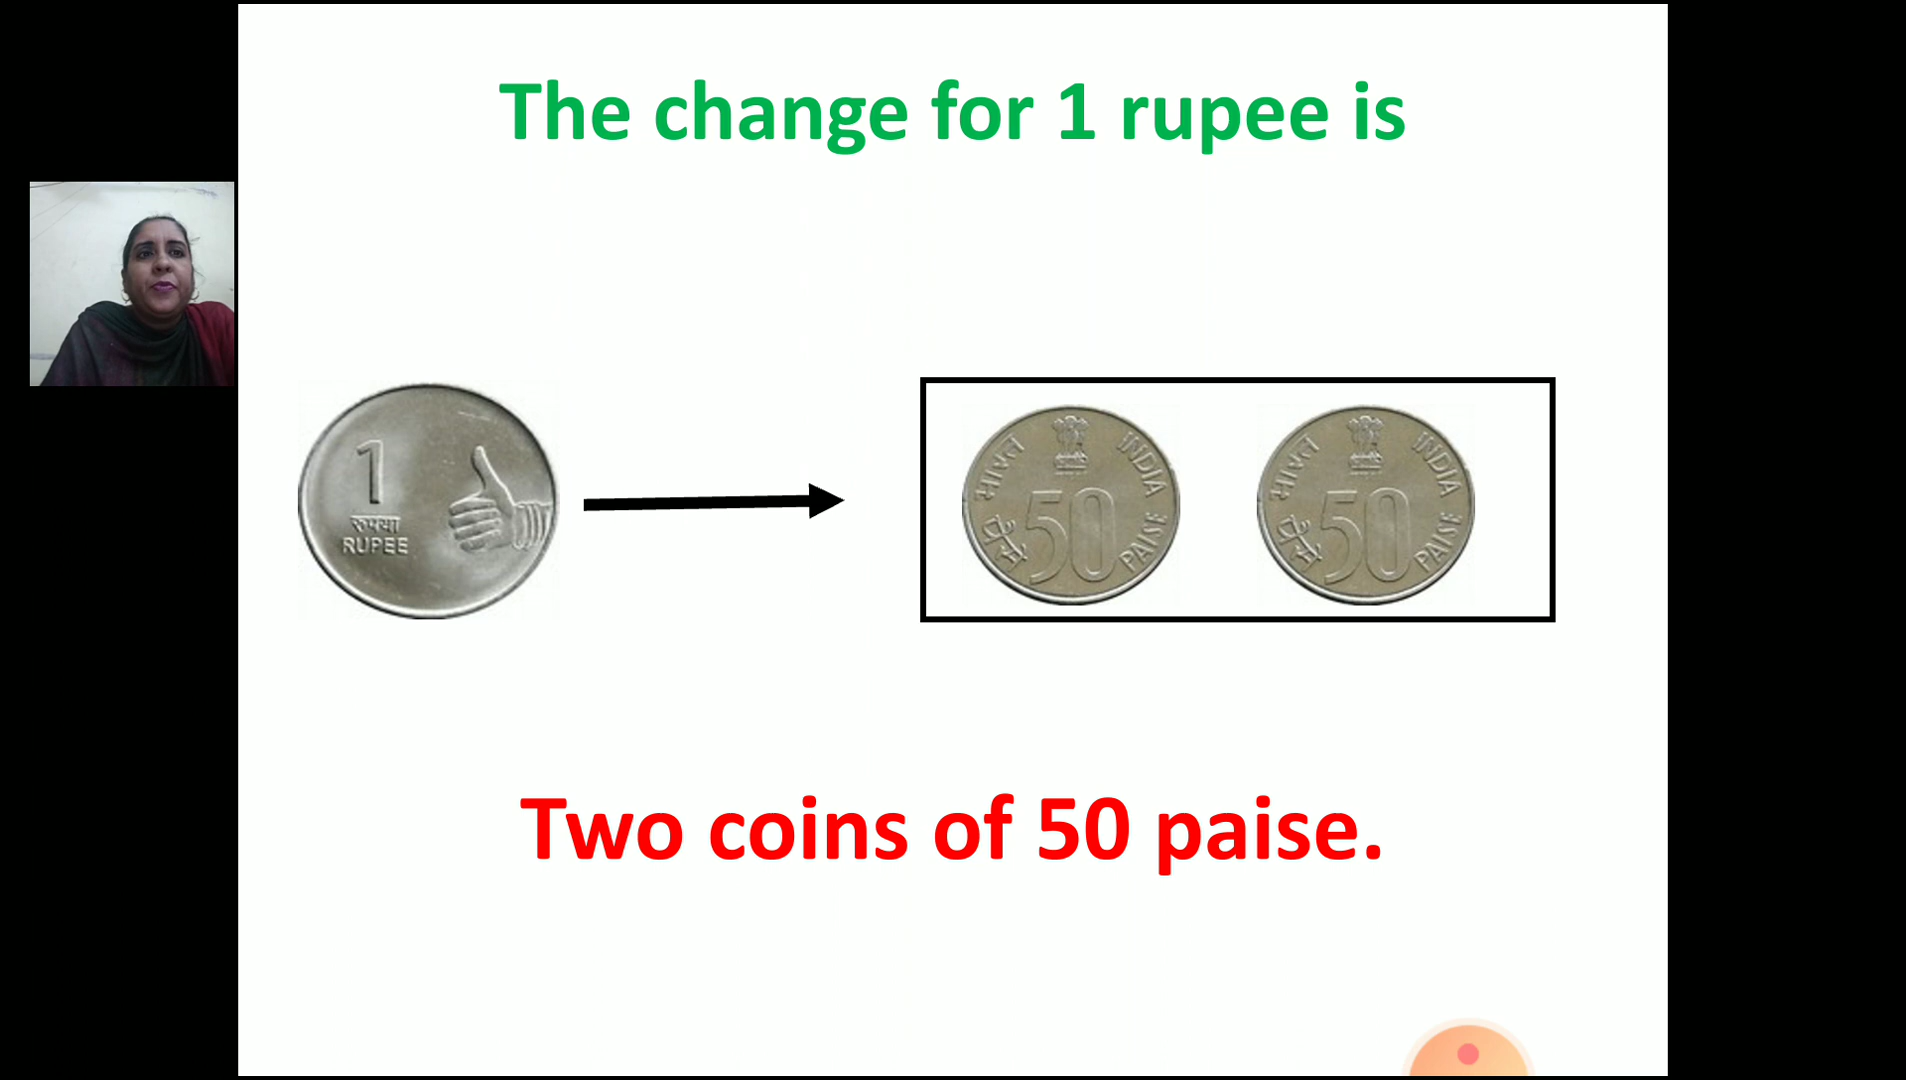 The change for 1 rupee is
1
रुपया
RUPEE
भारत INDIA
पैसे 50 PAISE
भारत INDIA
पैसे 50 PAISE
Two coins of 50 paise.